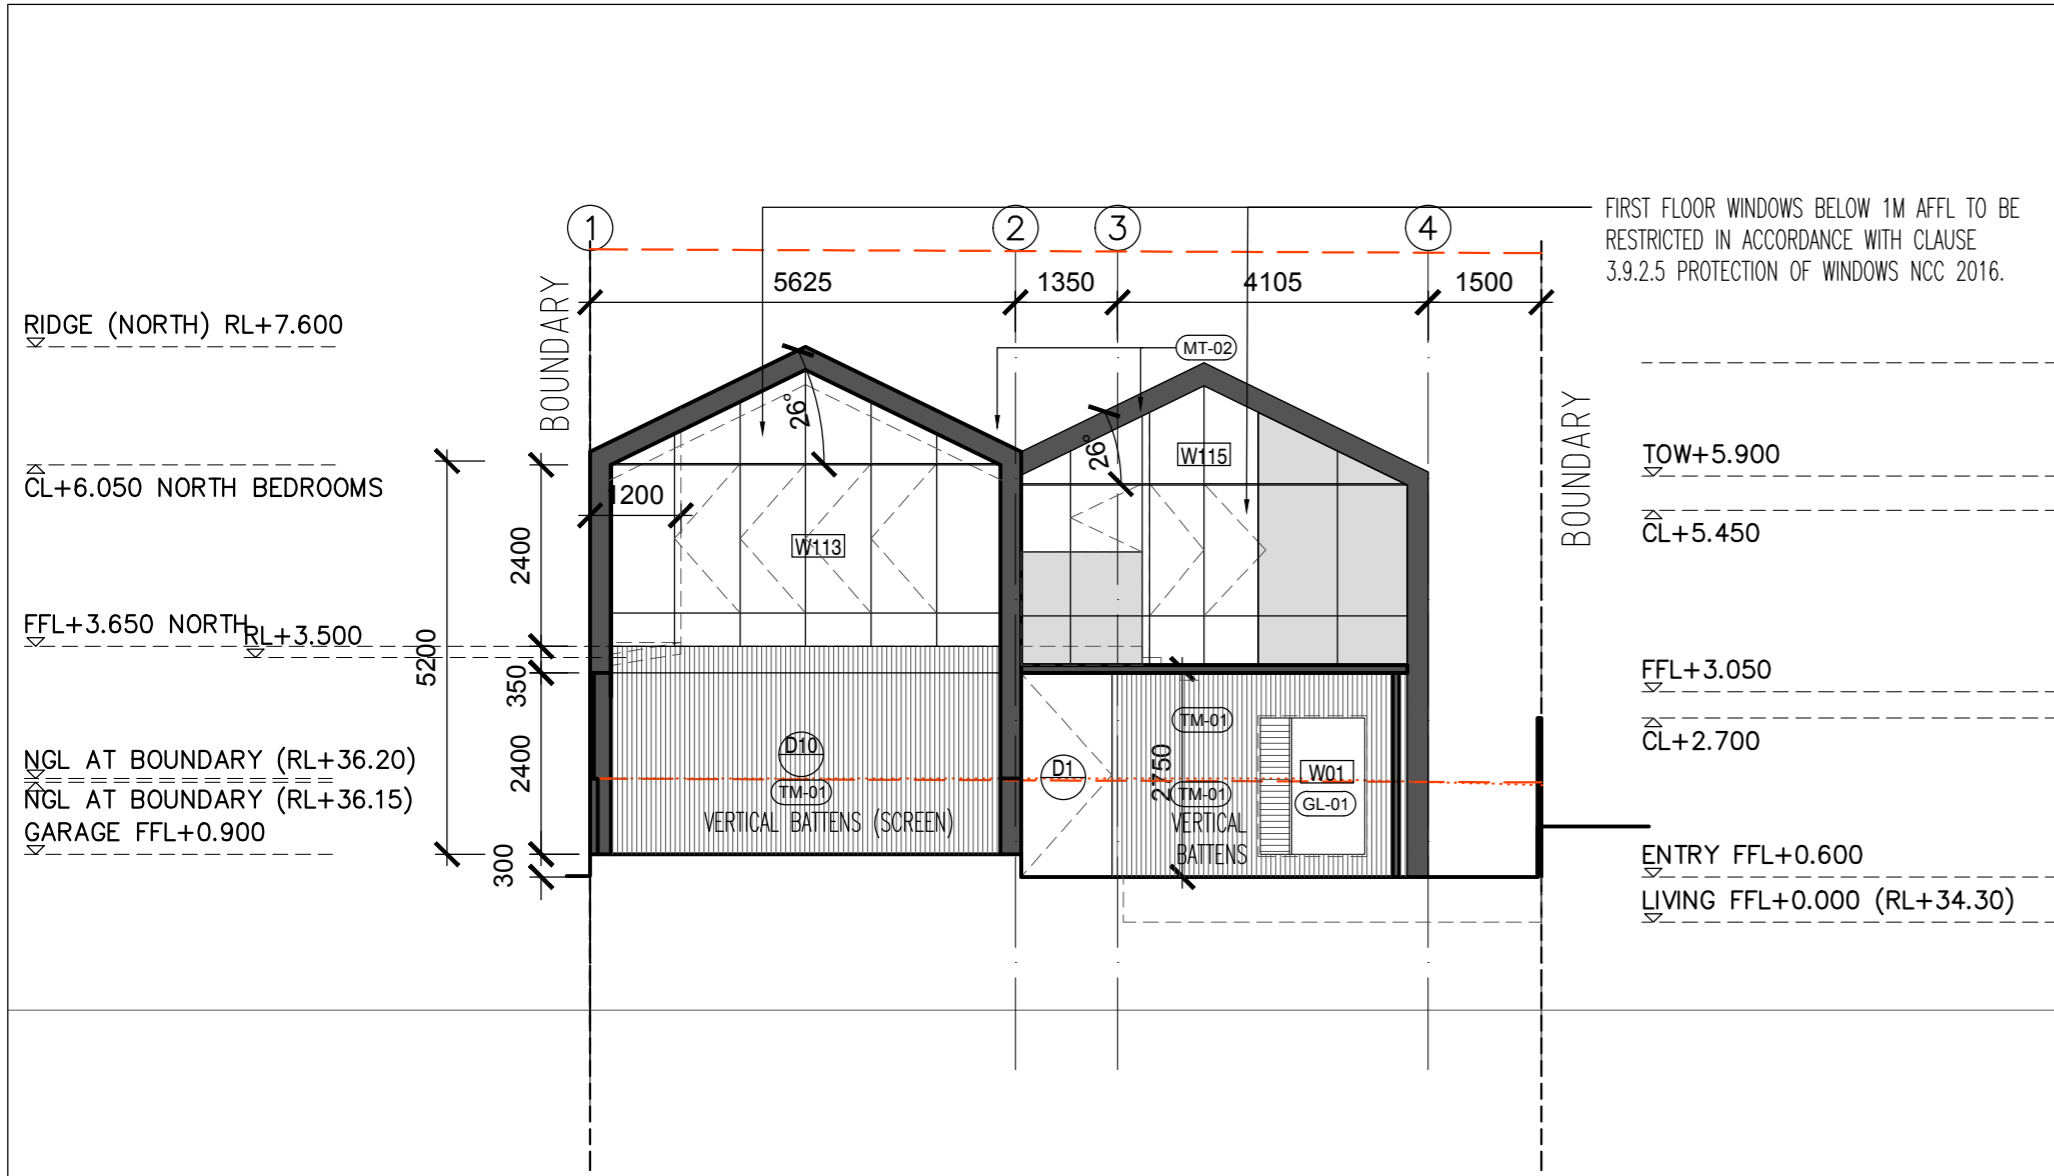 FIRST FLOOR WINDOWS BELOW 1M AFFL TO BE
RESTRICTED IN ACCORDANCE WITH CLAUSE
3.9.2.5 PROTECTION OF WINDOWS NCC 2016.
1
2
3
4
5625
1350
4105
1500
BOUNDARY
BOUNDARY
RIDGE (NORTH) RL+7.600
CL+6.050 NORTH BEDROOMS
FFL+3.650 NORTH
RL+3.500
NGL AT BOUNDARY (RL+36.20)
NGL AT BOUNDARY (RL+36.15)
GARAGE FFL+0.900
5200
2400
350
2400
300
1200
26°
W113
D10
TM-01
VERTICAL BATTENS (SCREEN)
MT-02
26°
W115
TM-01
D1
2750
TM-01
VERTICAL
BATTENS
W01
GL-01
TOW+5.900
CL+5.450
FFL+3.050
CL+2.700
ENTRY FFL+0.600
LIVING FFL+0.000 (RL+34.30)